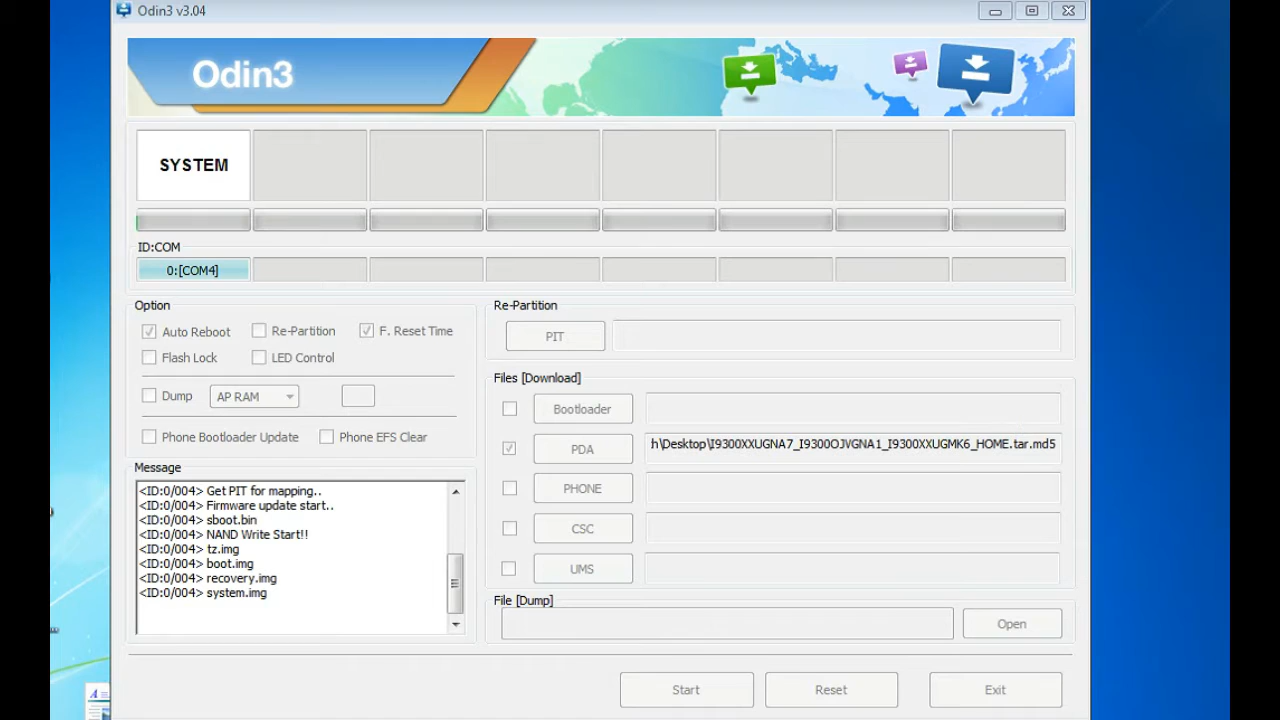 Odin3 v3.04
Odin3
SYSTEM
ID:COM
0:[COM4]
Option
Auto Reboot
Re-Partition
F. Reset Time
Flash Lock
LED Control
Dump
AP RAM
Phone Bootloader Update
Phone EFS Clear
Message
<ID:0/004> Get PIT for mapping..
<ID:0/004> Firmware update start..
<ID:0/004> sboot.bin
<ID:0/004> NAND Write Start!!
<ID:0/004> tz.img
<ID:0/004> boot.img
<ID:0/004> recovery.img
<ID:0/004> system.img
Re-Partition
PIT
Files [Download]
Bootloader
PDA
h\Desktop\I9300XXUGNA7_I9300OJVGNA1_I9300XXUGMK6_HOME.tar.md5
PHONE
CSC
UMS
File [Dump]
Open
Start
Reset
Exit